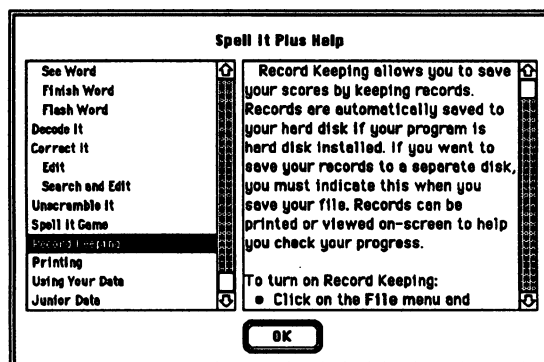 Spell It Plus Help
See Word
Finish Word
Flash Word
Decode It
Correct It
Edit
Search and Edit
Unscramble It
Spell It Game
Record Keeping
Printing
Using Your Data
Junior Data
Record Keeping allows you to save
your scores by keeping records.
Records are automatically saved to
your hard disk if your program is
hard disk installed. If you want to
save your records to a separate disk,
you must indicate this when you
save your file. Records can be
printed or viewed on-screen to help
you check your progress.
To turn on Record Keeping:
• Click on the File menu and
OK